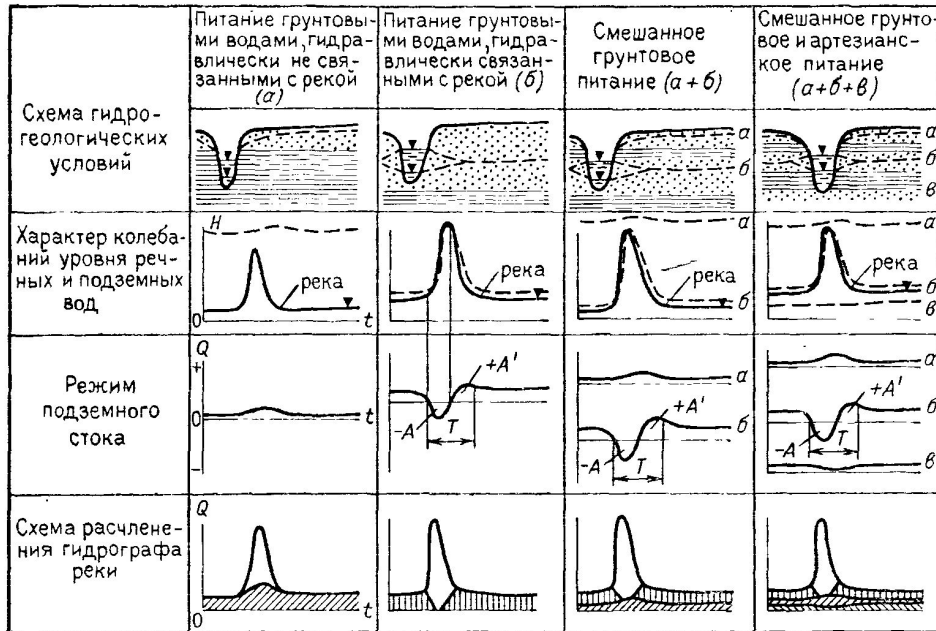 Схема гидро-
геологических
условий
Питание грунтовы-
ми водами, гид-
равлически не свя-
занными с рекой
(а)
Питание грунтовы-
ми водами, гидра-
влически связан-
ными с рекой (б)
Смешанное
грунтовое
питание (а+б)
Смешанное грунто-
вое и артезианс-
кое питание
(а+б+в)
а
б
а
б
в
Характер колеба-
ний уровня реч-
ных и подземных
вод
H
река
0
t
река
а
река
б
а
река
б
в
Режим
подземного
стока
Q
+
0
t
–
+A'
–A
T
а
+A'
б
–A
T
а
+A'
б
–A
T
в
Схема расчлене-
ния гидрографа
реки
Q
0
t